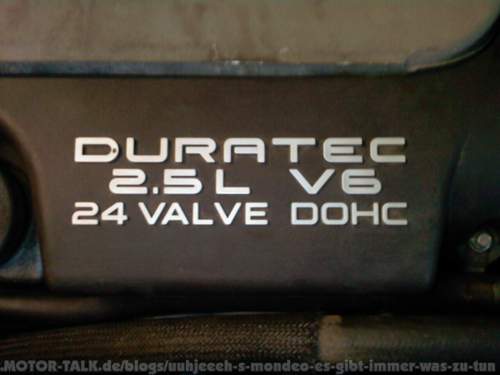 DURATEC
2.5L V6
24 VALVE DOHC
.MOTOR-TALK.de/blogs/uuhjeeeh-s-mondeo-es-gibt-immer-was-zu-tun